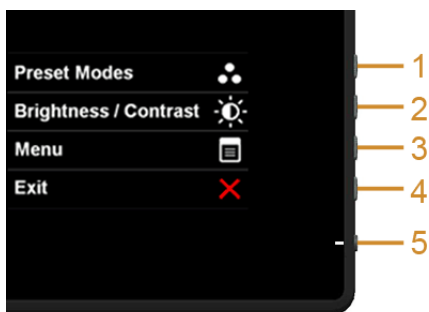 Preset Modes 1
Brightness / Contrast 2
Menu 3
Exit 4
5